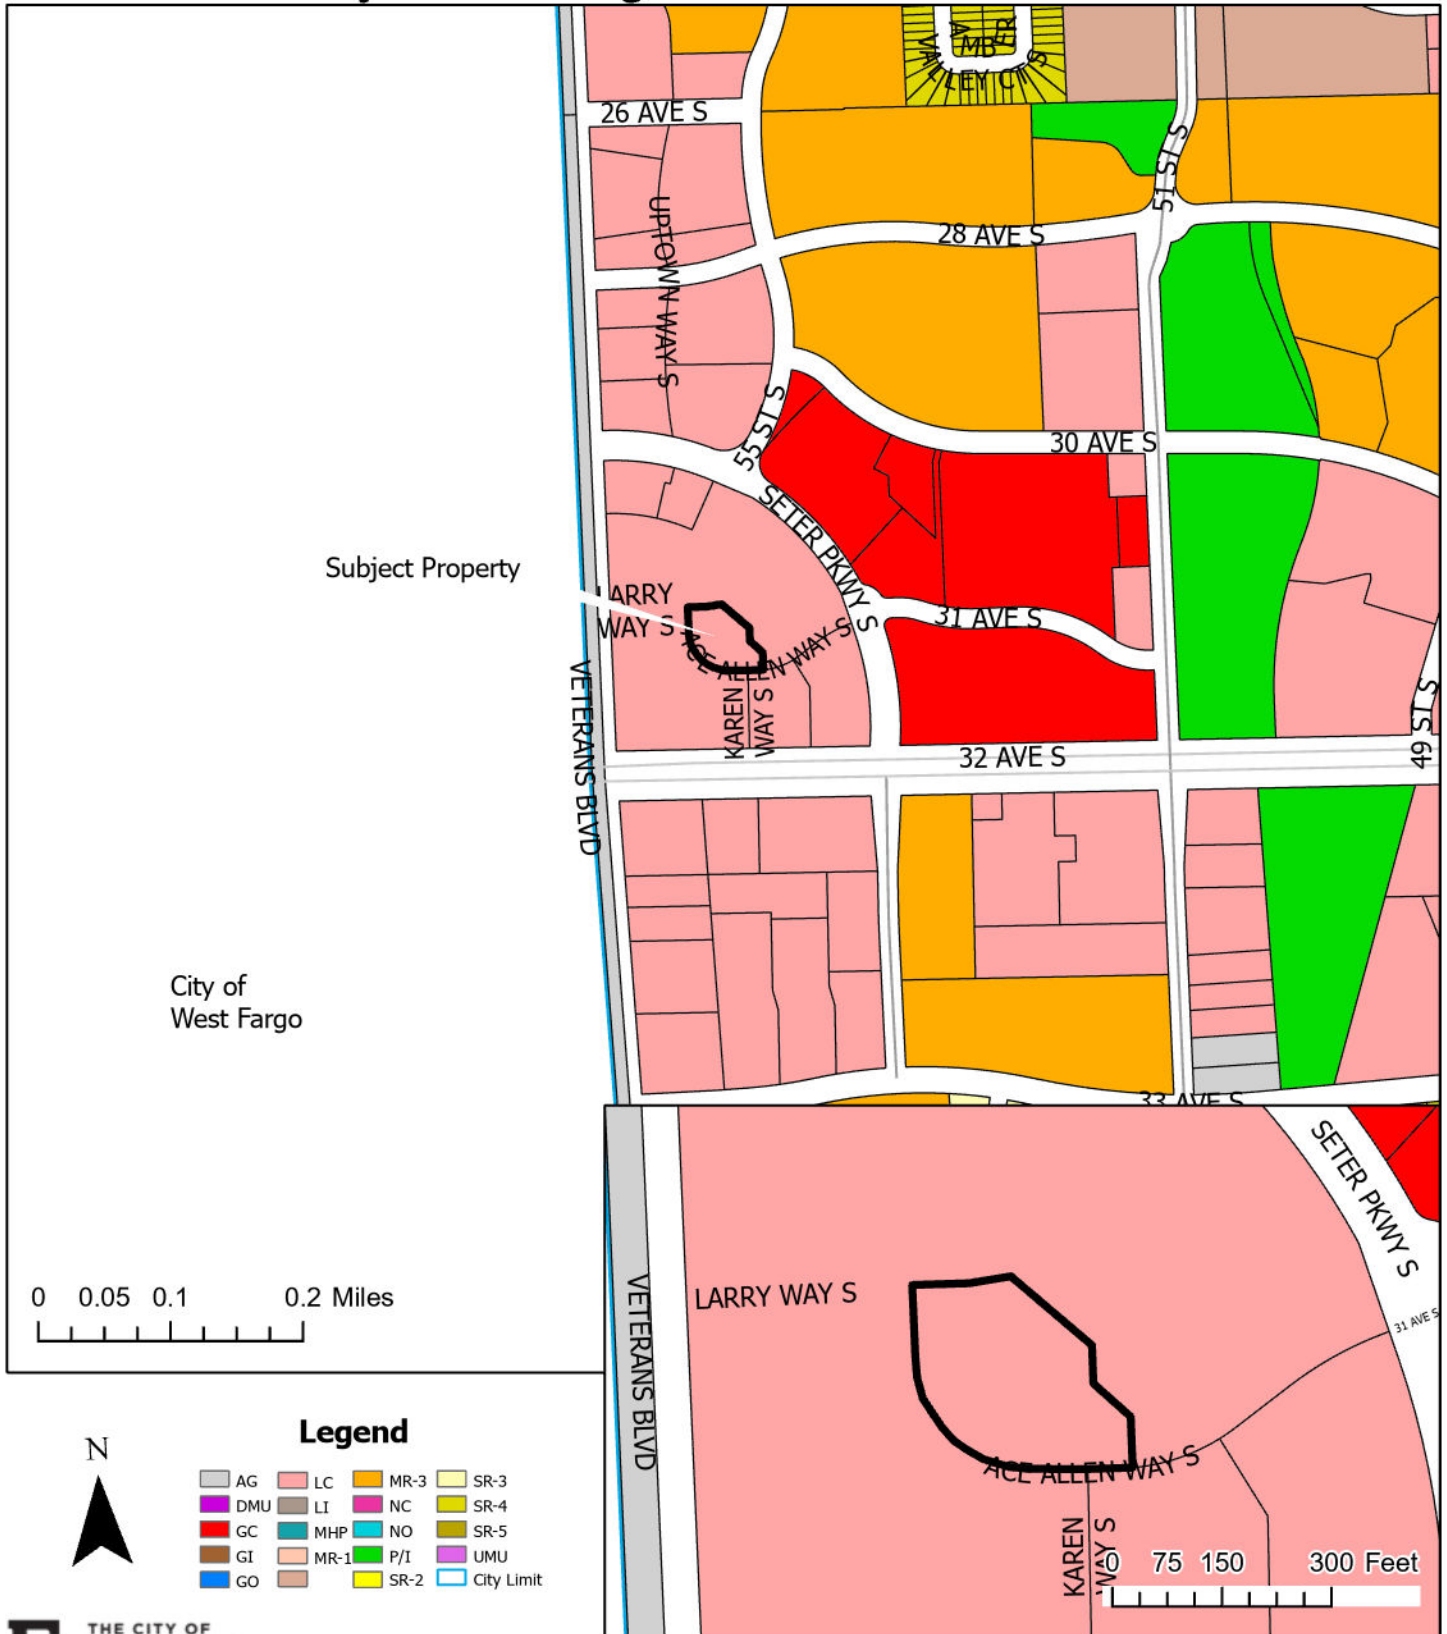 26 AVE S
VALLEY CT S
UPTOWN WAY S
28 AVE S
51 ST S
55 ST S
30 AVE S
SETER PKWY S
Subject Property
LARRY
WAY S
31 AVE S
ACE ALLEN WAY S
KAREN
WAY S
VETERANS BLVD
49 ST S
32 AVE S
City of
West Fargo
33 AVE S
SETER PKWY S
LARRY WAY S
VETERANS BLVD
31 AVE S
ACE ALLEN WAY S
KAREN
WAY S
0 75 150 300 Feet
0 0.05 0.1 0.2 Miles
N
Legend
AG LC MR-3 SR-3
DMU LI NC SR-4
GC MHP NO SR-5
GI MR-1 P/I UMU
GO SR-2 City Limit
THE CITY OF